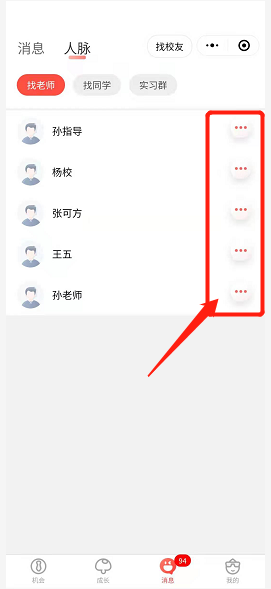 消息 人脉 找校友
找老师 找同学 实习群
孙指导
杨校
张可方
王五
孙老师
94
机会 成长 消息 我的